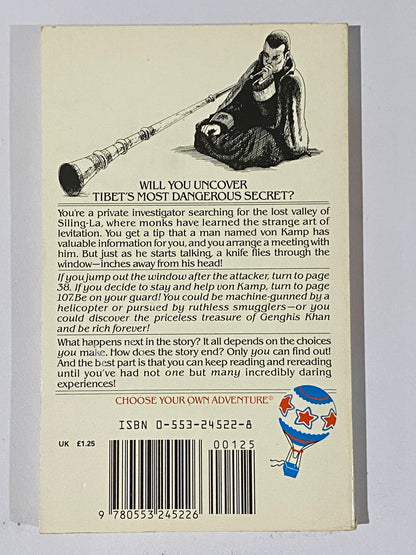 WILL YOU UNCOVER
TIBET'S MOST DANGEROUS SECRET?
You're a private investigator searching for the lost valley of
Siling-La, where monks have learned the strange art of
levitation. You get a tip that a man named von Kamp has
valuable information for you, and you arrange a meeting with
him. But just as he starts talking, a knife flies through the
window—inches away from his head!
If you jump out the window after the attacker, turn to page
38. If you decide to stay and help von Kamp, turn to page
107.Be on your guard! You could be machine-gunned by a
helicopter or pursued by ruthless smugglers—or you
could discover the priceless treasure of Genghis Khan
and be rich forever!
What happens next in the story? It all depends on the choices
you make. How does the story end? Only you can find out!
And the best part is that you can keep reading and rereading
until you've had not one but many incredibly daring
experiences!
CHOOSE YOUR OWN ADVENTURE®
ISBN 0-553-24522-8
UK £1.25
00125
9 780553 245226